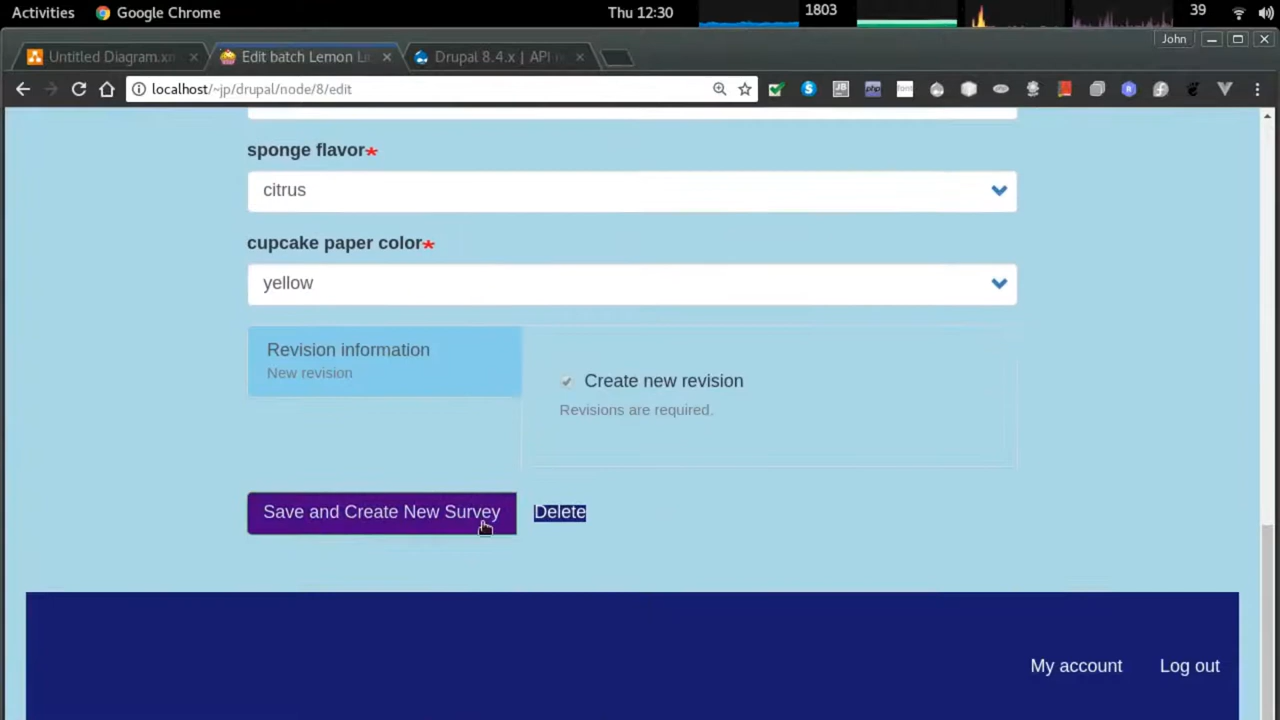 Activities Google Chrome Thu 12:30 1803 39
Untitled Diagram.xm Edit batch Lemon Li Drupal 8.4.x | API John
localhost/~jp/drupal/node/8/edit
sponge flavor*
citrus
cupcake paper color*
yellow
Revision information
New revision
Create new revision
Revisions are required.
Save and Create New Survey Delete
My account Log out